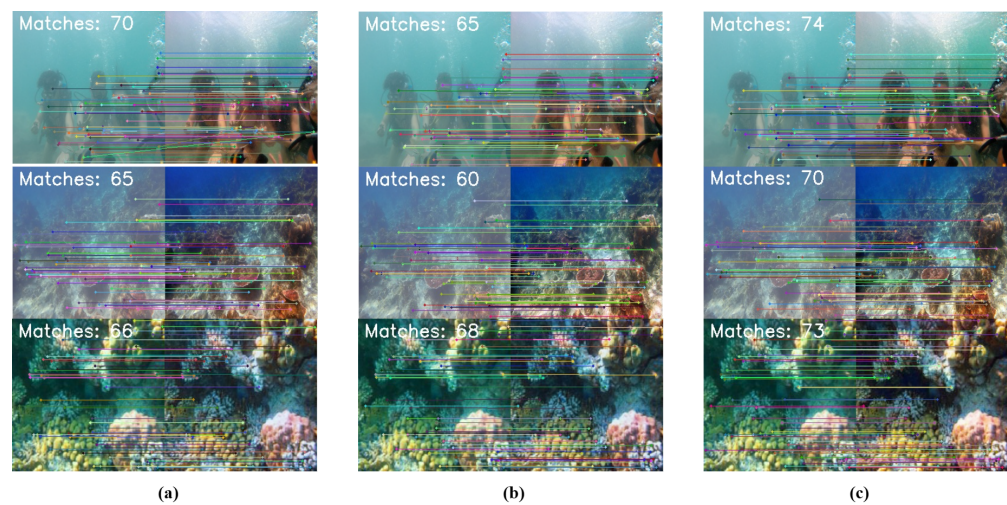 Matches: 70
Matches: 65
Matches: 74
Matches: 65
Matches: 60
Matches: 70
Matches: 66
Matches: 68
Matches: 73
(a)
(b)
(c)